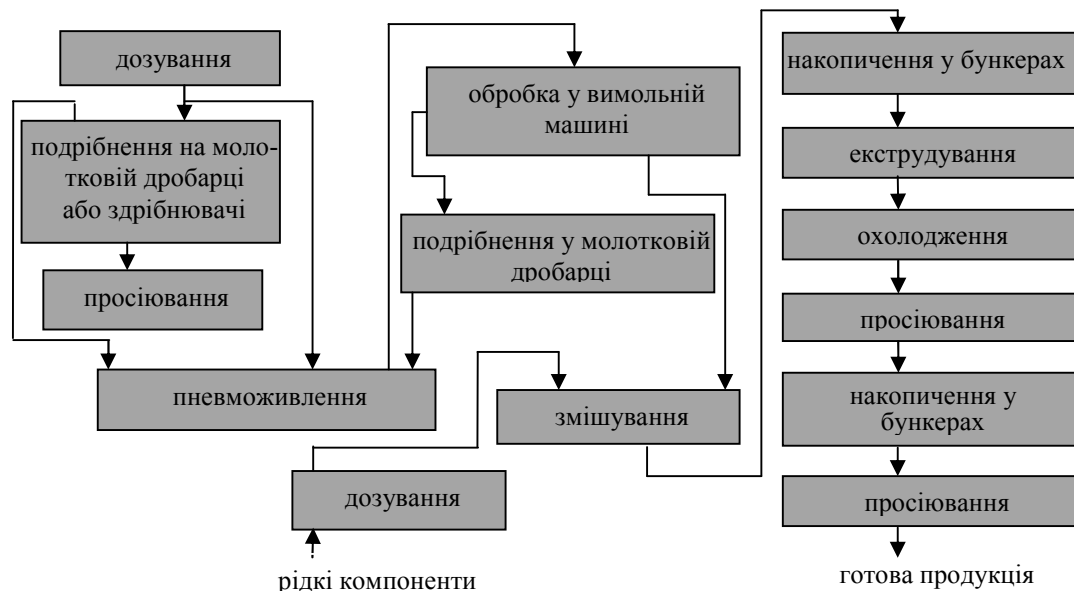 дозування
подрібнення на моло-
тковій дробарці
або здрібнювачі
просіювання
пневможивлення
обробка у вимольній
машині
подрібнення у молотковій
дробарці
змішування
дозування
рідкі компоненти
накопичення у бункерах
екструдування
охолодження
просіювання
накопичення у
бункерах
просіювання
готова продукція